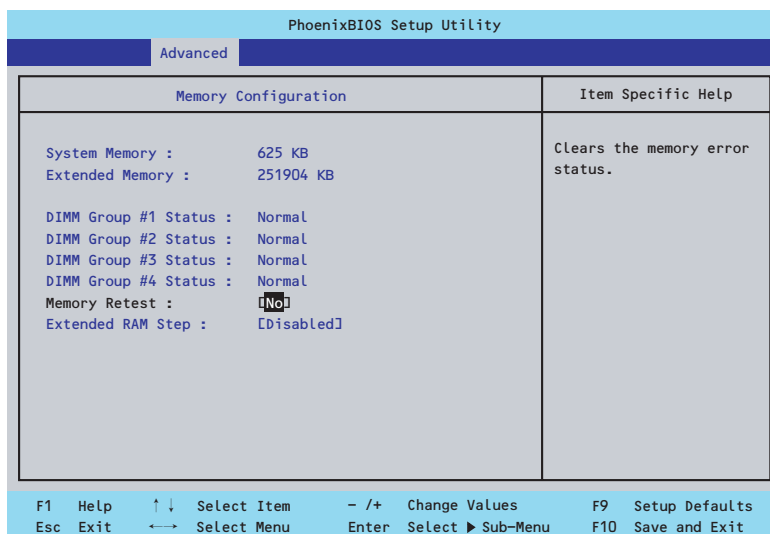 PhoenixBIOS Setup Utility
Advanced
Memory Configuration
Item Specific Help
System Memory : 625 KB
Extended Memory : 251904 KB
DIMM Group #1 Status : Normal
DIMM Group #2 Status : Normal
DIMM Group #3 Status : Normal
DIMM Group #4 Status : Normal
Memory Retest : [No]
Extended RAM Step : [Disabled]
Clears the memory error
status.
F1 Help ↑↓ Select Item − /+ Change Values F9 Setup Defaults
Esc Exit ←→ Select Menu Enter Select ▶ Sub−Menu F10 Save and Exit